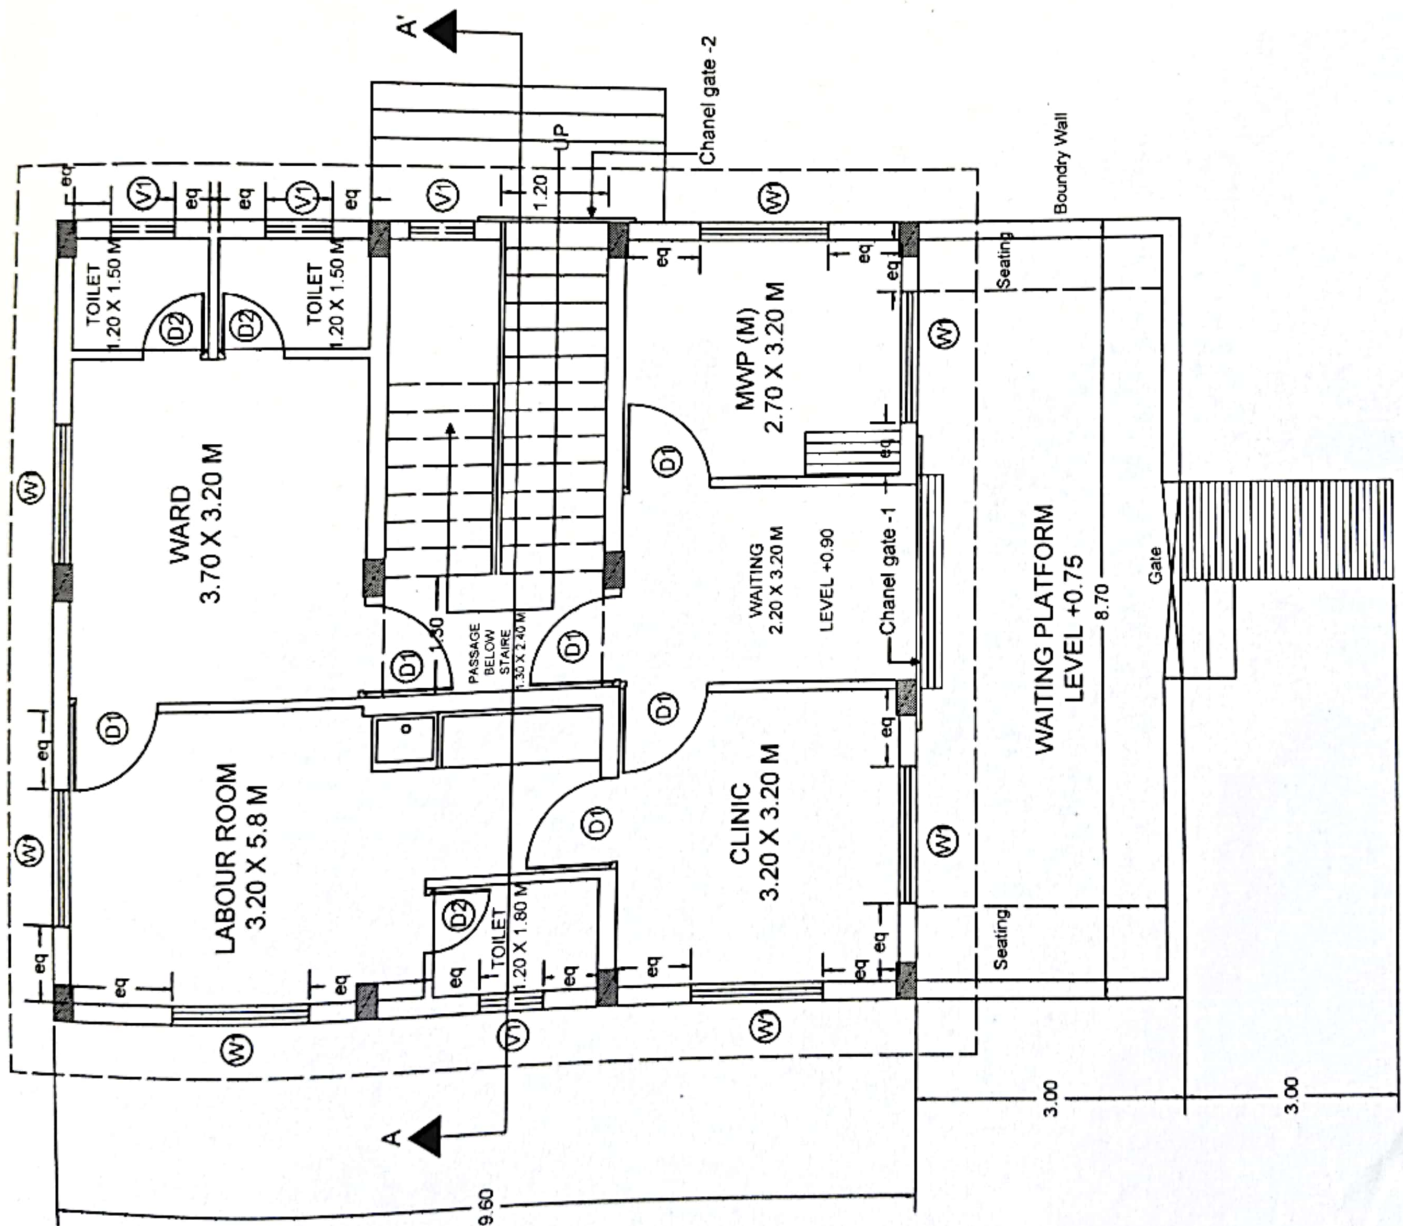 W1
W1
W1
eq
eq
eq
eq
D1
LABOUR ROOM
3.20 X 5.8 M
WARD
3.70 X 3.20 M
TOILET
1.20 X 1.50 M
D2
D2
TOILET
1.20 X 1.50 M
eq
V1
eq
eq
V1
eq
V1
A
A'
9.60
V1
eq
eq
D2
TOILET
1.20 X 1.80 M
D1
1.30
PASSAGE
BELOW
STAIRE
1.30 X 2.40 M
D1
D1
UP
1.20
Chanel gate -2
W1
eq
eq
CLINIC
3.20 X 3.20 M
D1
WAITING
2.20 X 3.20 M
LEVEL +0.90
D1
MWP (M)
2.70 X 3.20 M
eq
eq
W1
eq
eq
Chanel gate -1
eq
eq
W1
W1
Seating
Seating
WAITING PLATFORM
LEVEL +0.75
8.70
Boundry Wall
Gate
3.00
3.00